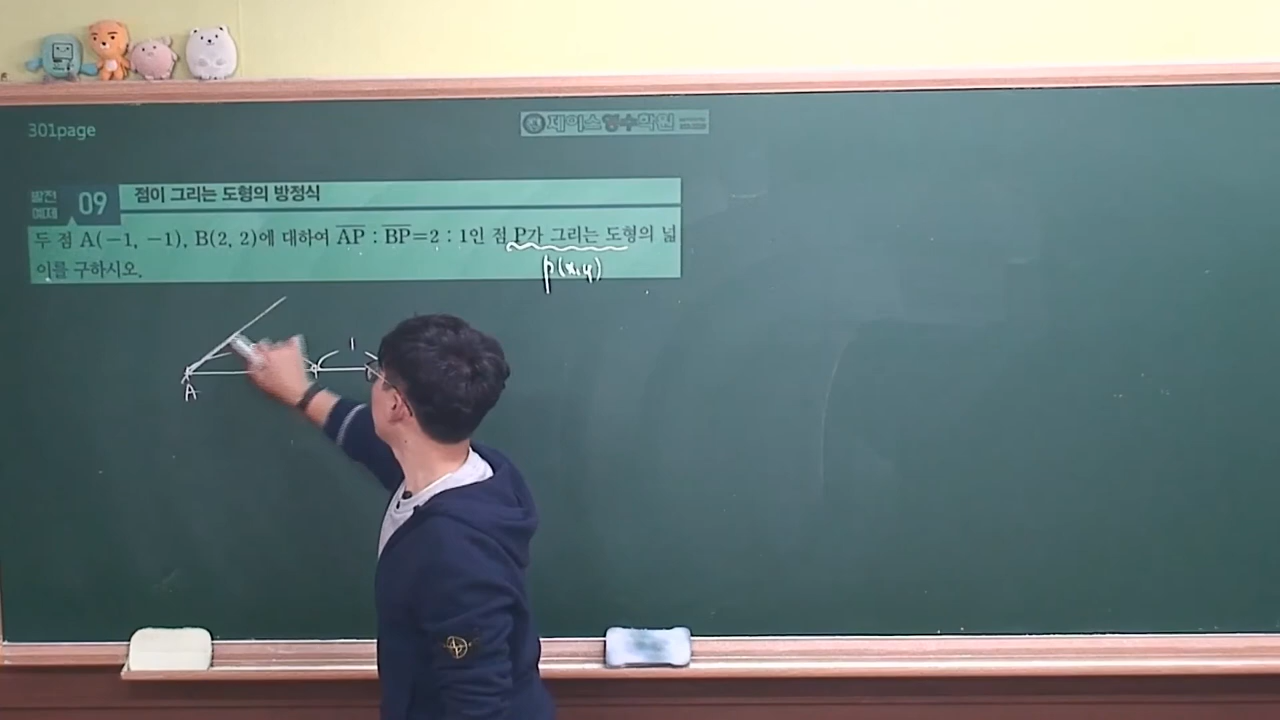 301page
제이스영수학원
발전
예제
09
점이 그리는 도형의 방정식
두 점 A(−1, −1), B(2, 2)에 대하여 AP : BP=2 : 1인 점 P가 그리는 도형의 넓
이를 구하시오.
P(x, y)
1
A